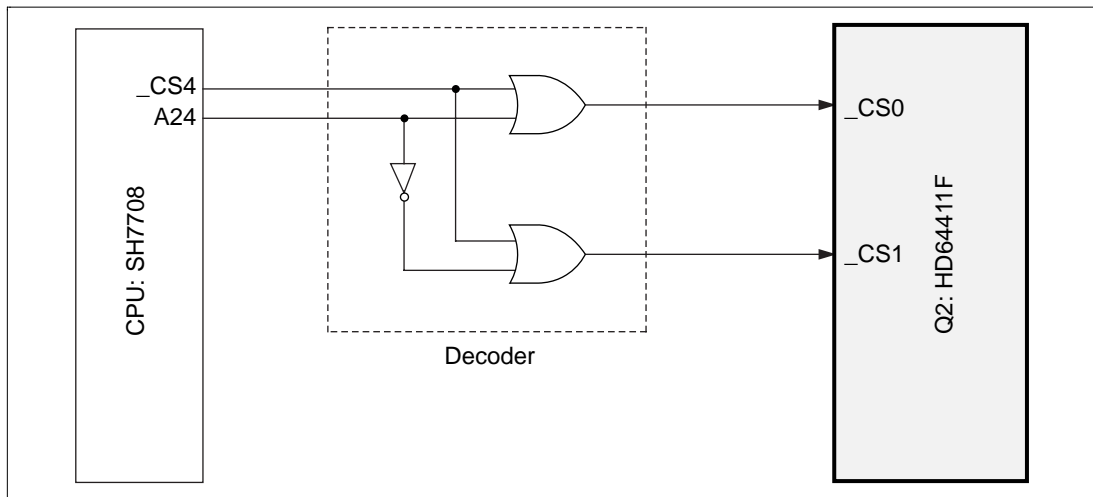 _CS4
A24
CPU: SH7708
Decoder
_CS0
_CS1
Q2: HD64411F